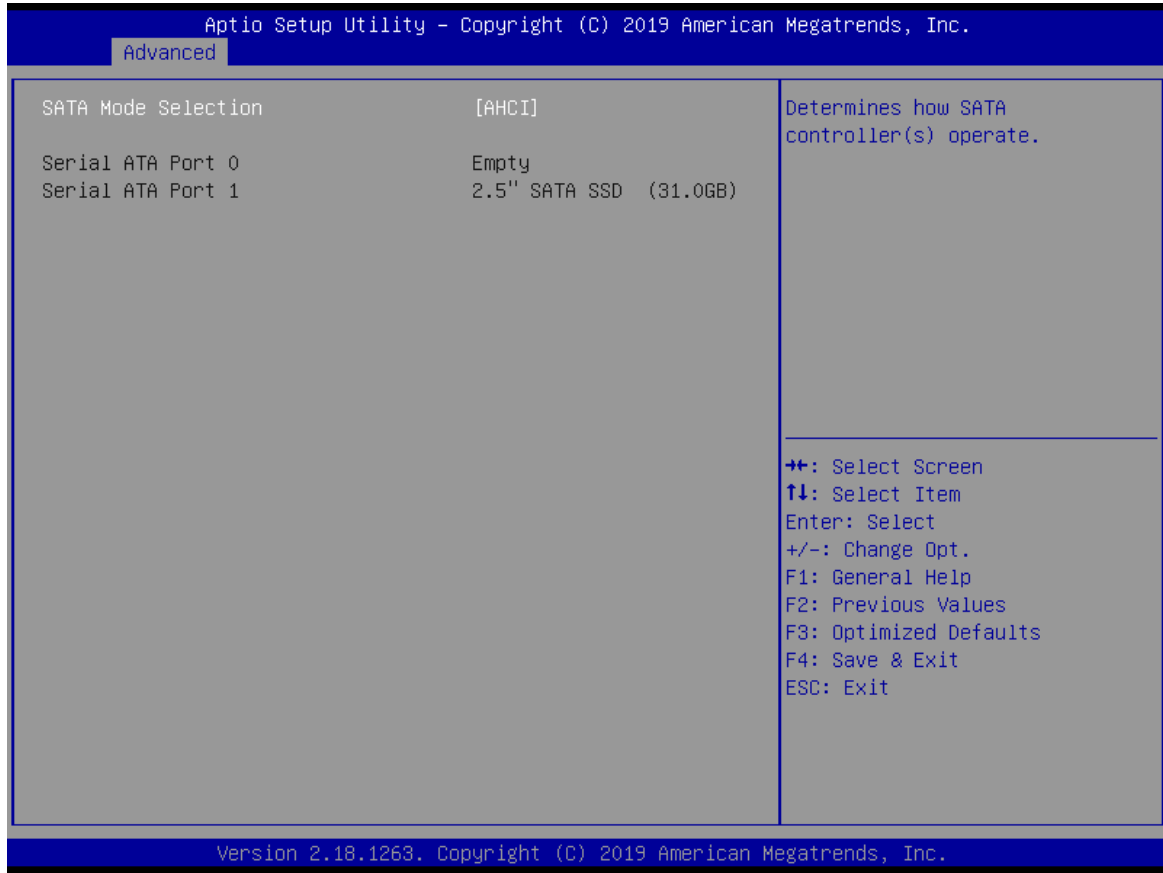 Aptio Setup Utility – Copyright (C) 2019 American Megatrends, Inc.
Advanced
SATA Mode Selection [AHCI]
Serial ATA Port 0 Empty
Serial ATA Port 1 2.5" SATA SSD (31.0GB)
Determines how SATA
controller(s) operate.
→←: Select Screen
↑↓: Select Item
Enter: Select
+/-: Change Opt.
F1: General Help
F2: Previous Values
F3: Optimized Defaults
F4: Save & Exit
ESC: Exit
Version 2.18.1263. Copyright (C) 2019 American Megatrends, Inc.